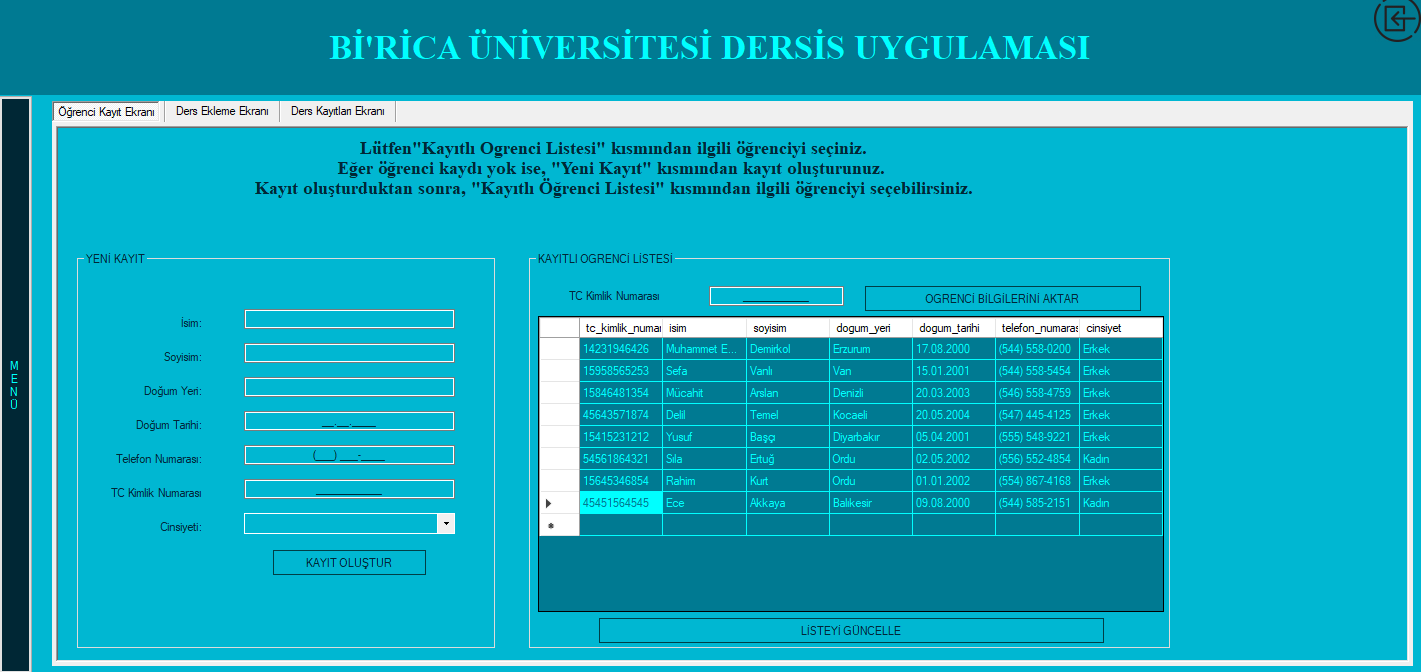 Bİ'RİCA ÜNİVERSİTESİ DERSİS UYGULAMASI
Öğrenci Kayıt Ekranı Ders Ekleme Ekranı Ders Kayıtları Ekranı
Lütfen"Kayıtlı Ogrenci Listesi" kısmından ilgili öğrenciyi seçiniz.
Eğer öğrenci kaydı yok ise, "Yeni Kayıt" kısmından kayıt oluşturunuz.
Kayıt oluşturduktan sonra, "Kayıtlı Öğrenci Listesi" kısmından ilgili öğrenciyi seçebilirsiniz.
MENÜ
YENİ KAYIT
İsim:
Soyisim:
Doğum Yeri:
Doğum Tarihi: __.__.____
Telefon Numarası: (___) ___-____
TC Kimlik Numarası ___________
Cinsiyeti:
KAYIT OLUŞTUR
KAYITLI OGRENCİ LİSTESİ
TC Kimlik Numarası ___________ OGRENCİ BİLGİLERİNİ AKTAR
tc_kimlik_numar isim soyisim dogum_yeri dogum_tarihi telefon_numaras cinsiyet
14231946426 Muhammet E... Demirkol Erzurum 17.08.2000 (544) 558-0200 Erkek
15958565253 Sefa Vanlı Van 15.01.2001 (544) 558-5454 Erkek
15846481354 Mücahit Arslan Denizli 20.03.2003 (546) 558-4759 Erkek
45643571874 Delil Temel Kocaeli 20.05.2004 (547) 445-4125 Erkek
15415231212 Yusuf Başçı Diyarbakır 05.04.2001 (555) 548-9221 Erkek
54561864321 Sıla Ertuğ Ordu 02.05.2002 (556) 552-4854 Kadın
15645346854 Rahim Kurt Ordu 01.01.2002 (554) 867-4168 Erkek
45451564545 Ece Akkaya Balıkesir 09.08.2000 (544) 585-2151 Kadın
LİSTEYİ GÜNCELLE